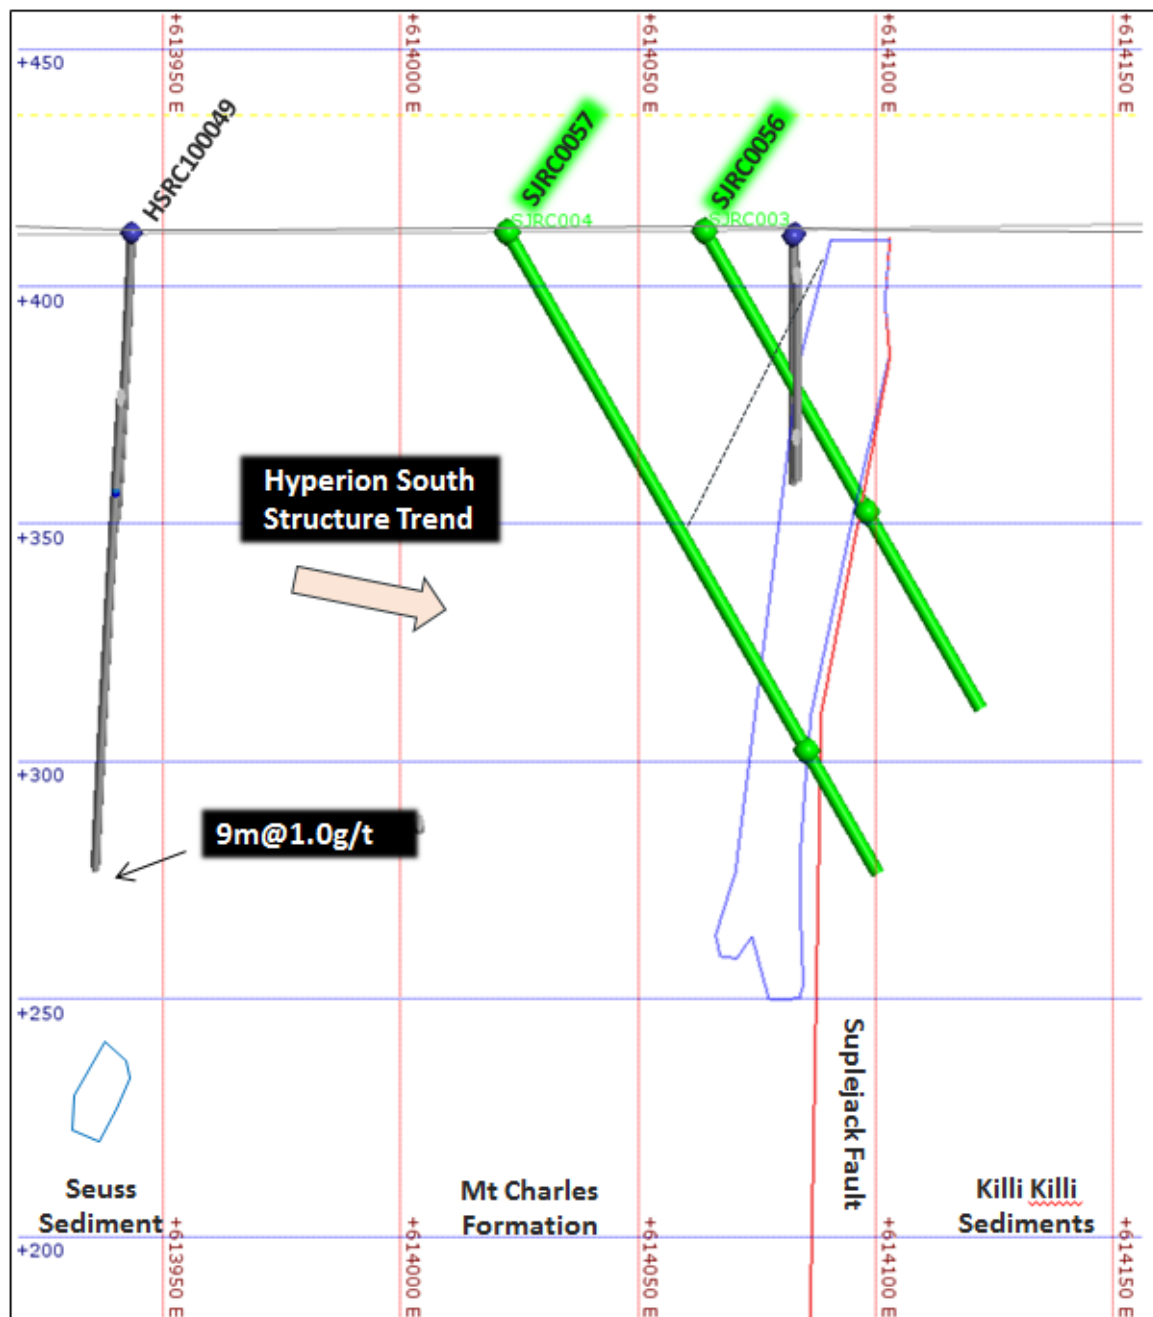 +613950 E
+614000 E
+614050 E
+614100 E
+614150 E
+450
HSRC100049
SJRC0057
SJRC0056
SJRC004
SJRC003
+400
Hyperion South
Structure Trend
+350
+300
9m@1.0g/t
+250
Suplejack Fault
Seuss
Sediment
Mt Charles
Formation
Killi Killi
Sediments
+200
+613950 E
+614000 E
+614050 E
+614100 E
+614150 E